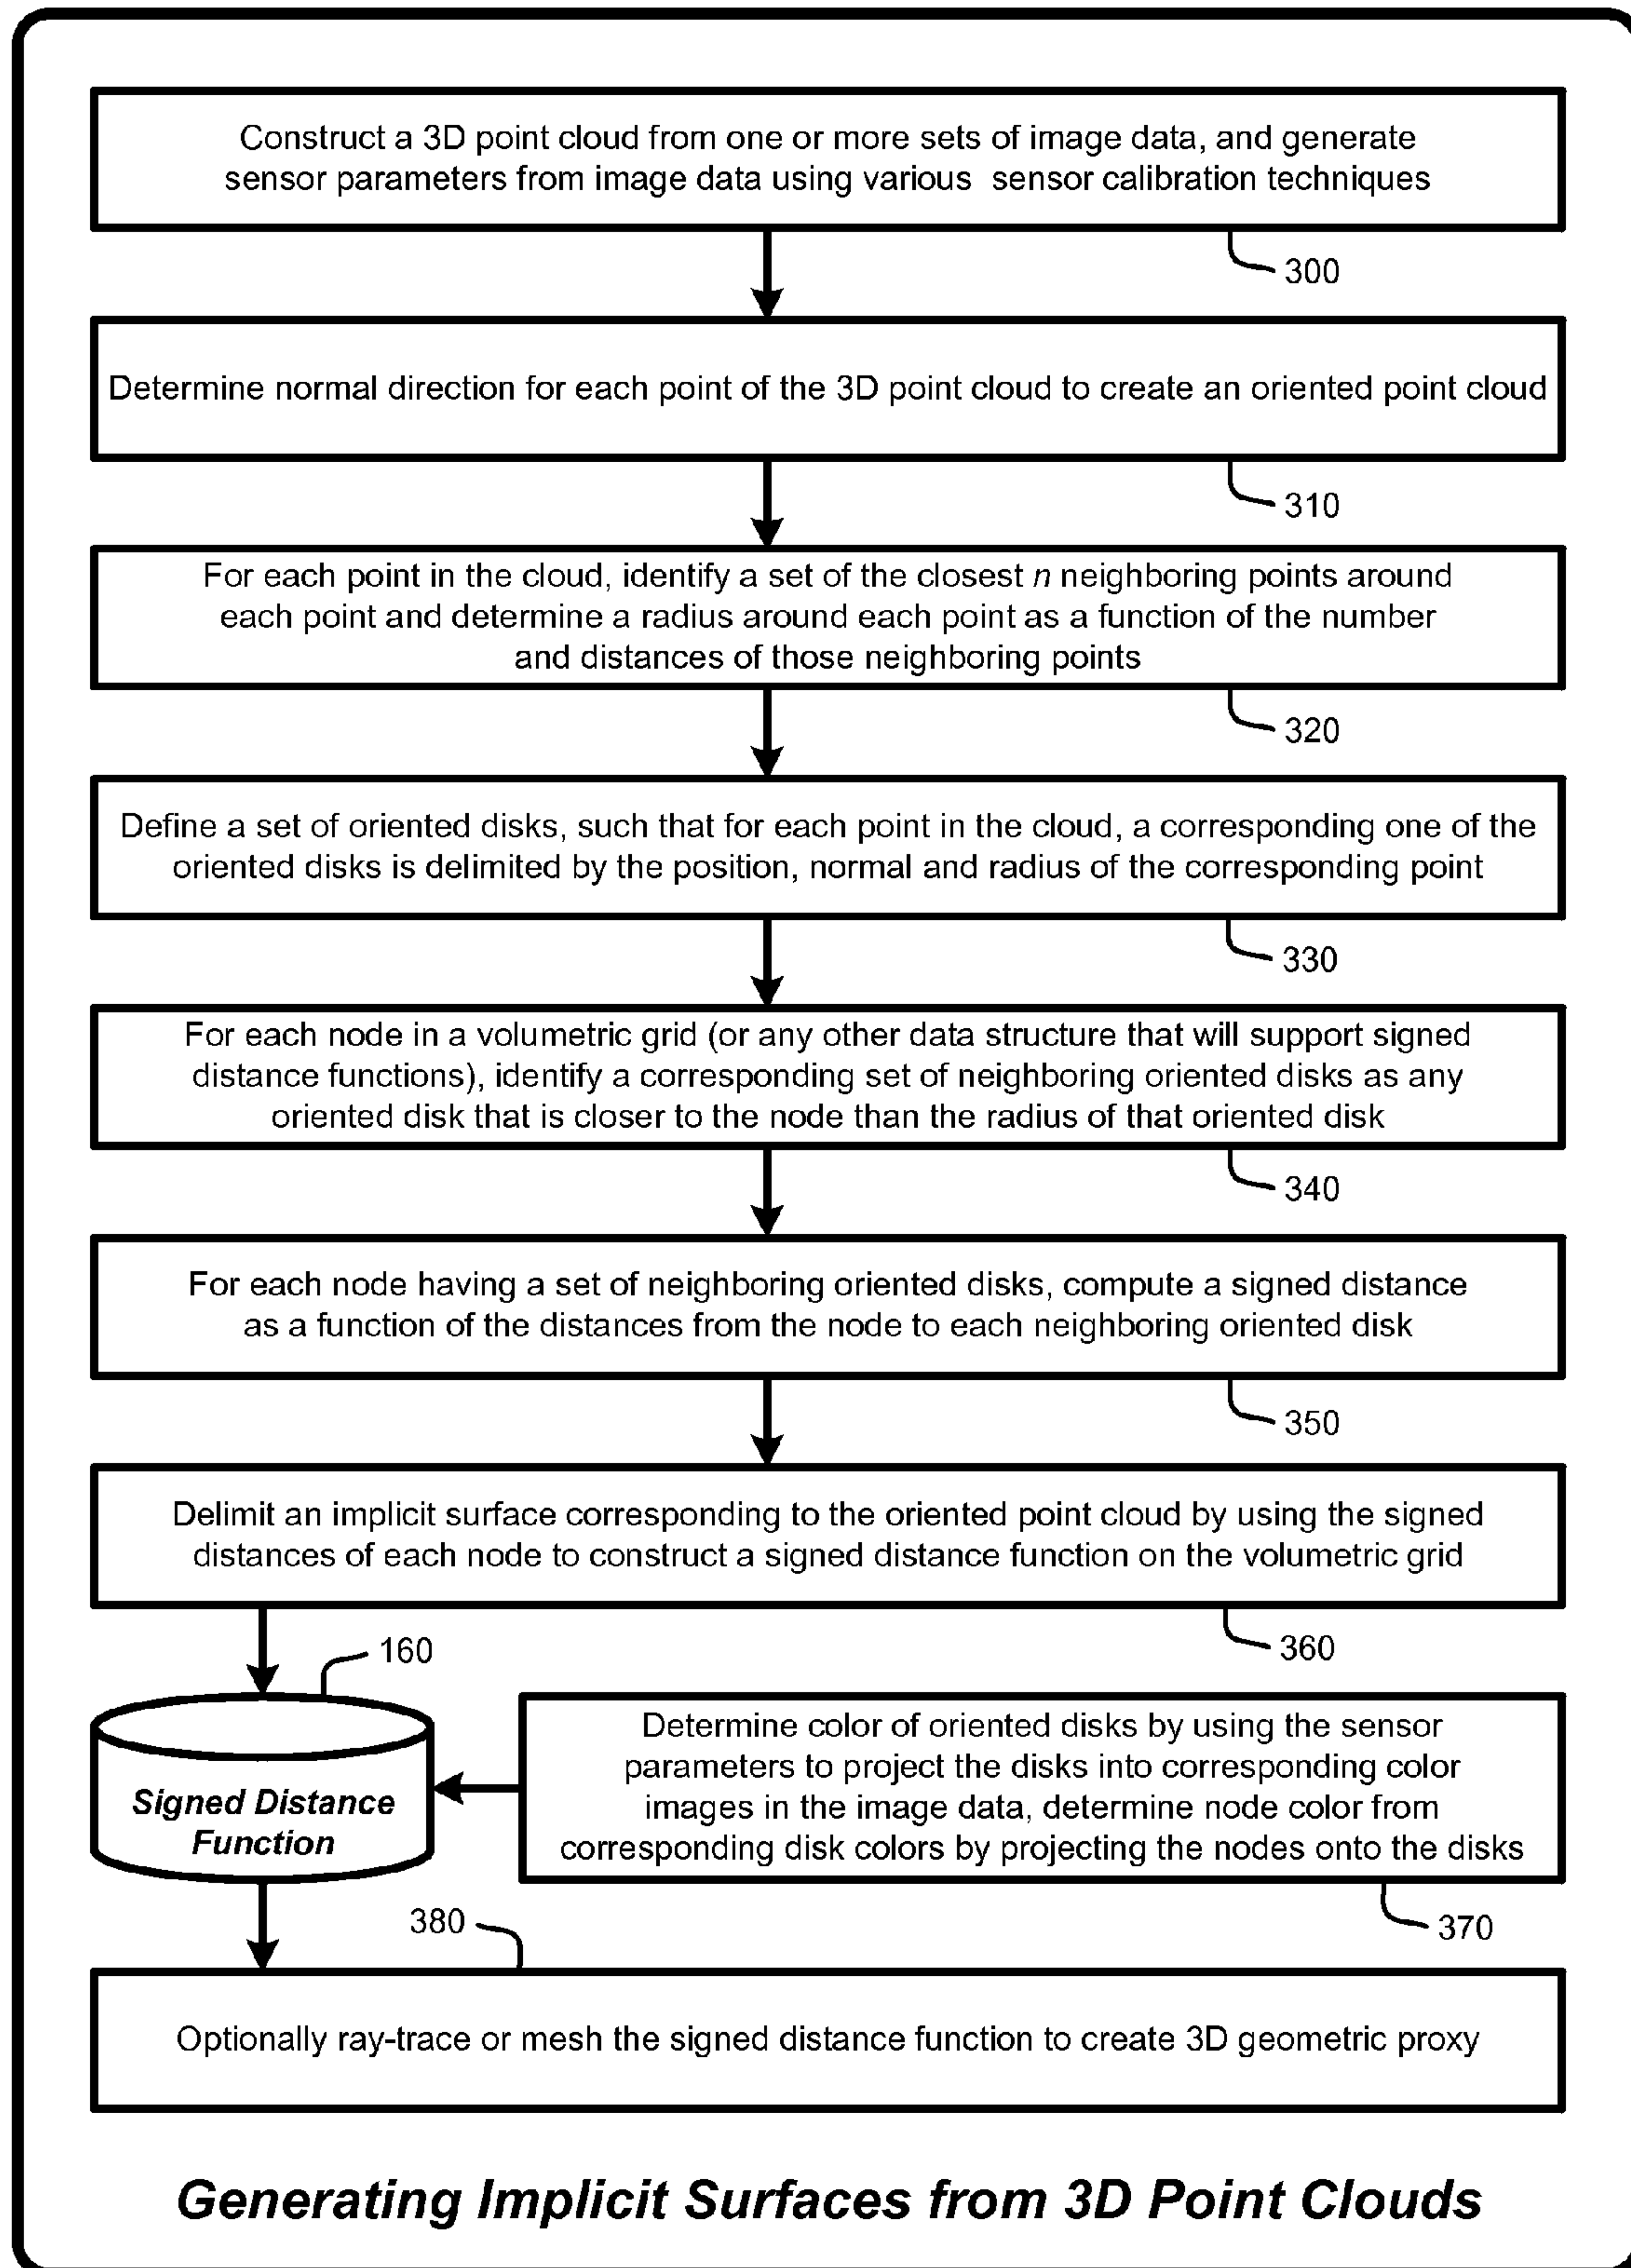 Construct a 3D point cloud from one or more sets of image data, and generate
sensor parameters from image data using various sensor calibration techniques
300
Determine normal direction for each point of the 3D point cloud to create an oriented point cloud
310
For each point in the cloud, identify a set of the closest n neighboring points around
each point and determine a radius around each point as a function of the number
and distances of those neighboring points
320
Define a set of oriented disks, such that for each point in the cloud, a corresponding one of the
oriented disks is delimited by the position, normal and radius of the corresponding point
330
For each node in a volumetric grid (or any other data structure that will support signed
distance functions), identify a corresponding set of neighboring oriented disks as any
oriented disk that is closer to the node than the radius of that oriented disk
340
For each node having a set of neighboring oriented disks, compute a signed distance
as a function of the distances from the node to each neighboring oriented disk
350
Delimit an implicit surface corresponding to the oriented point cloud by using the signed
distances of each node to construct a signed distance function on the volumetric grid
360
160
Signed Distance
Function
Determine color of oriented disks by using the sensor
parameters to project the disks into corresponding color
images in the image data, determine node color from
corresponding disk colors by projecting the nodes onto the disks
370
380
Optionally ray-trace or mesh the signed distance function to create 3D geometric proxy
Generating Implicit Surfaces from 3D Point Clouds